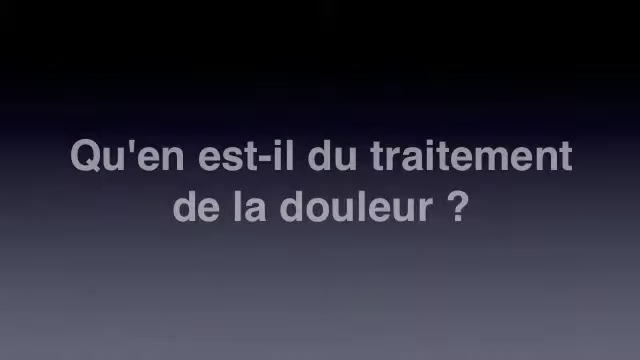 Qu'en est-il du traitement
de la douleur ?